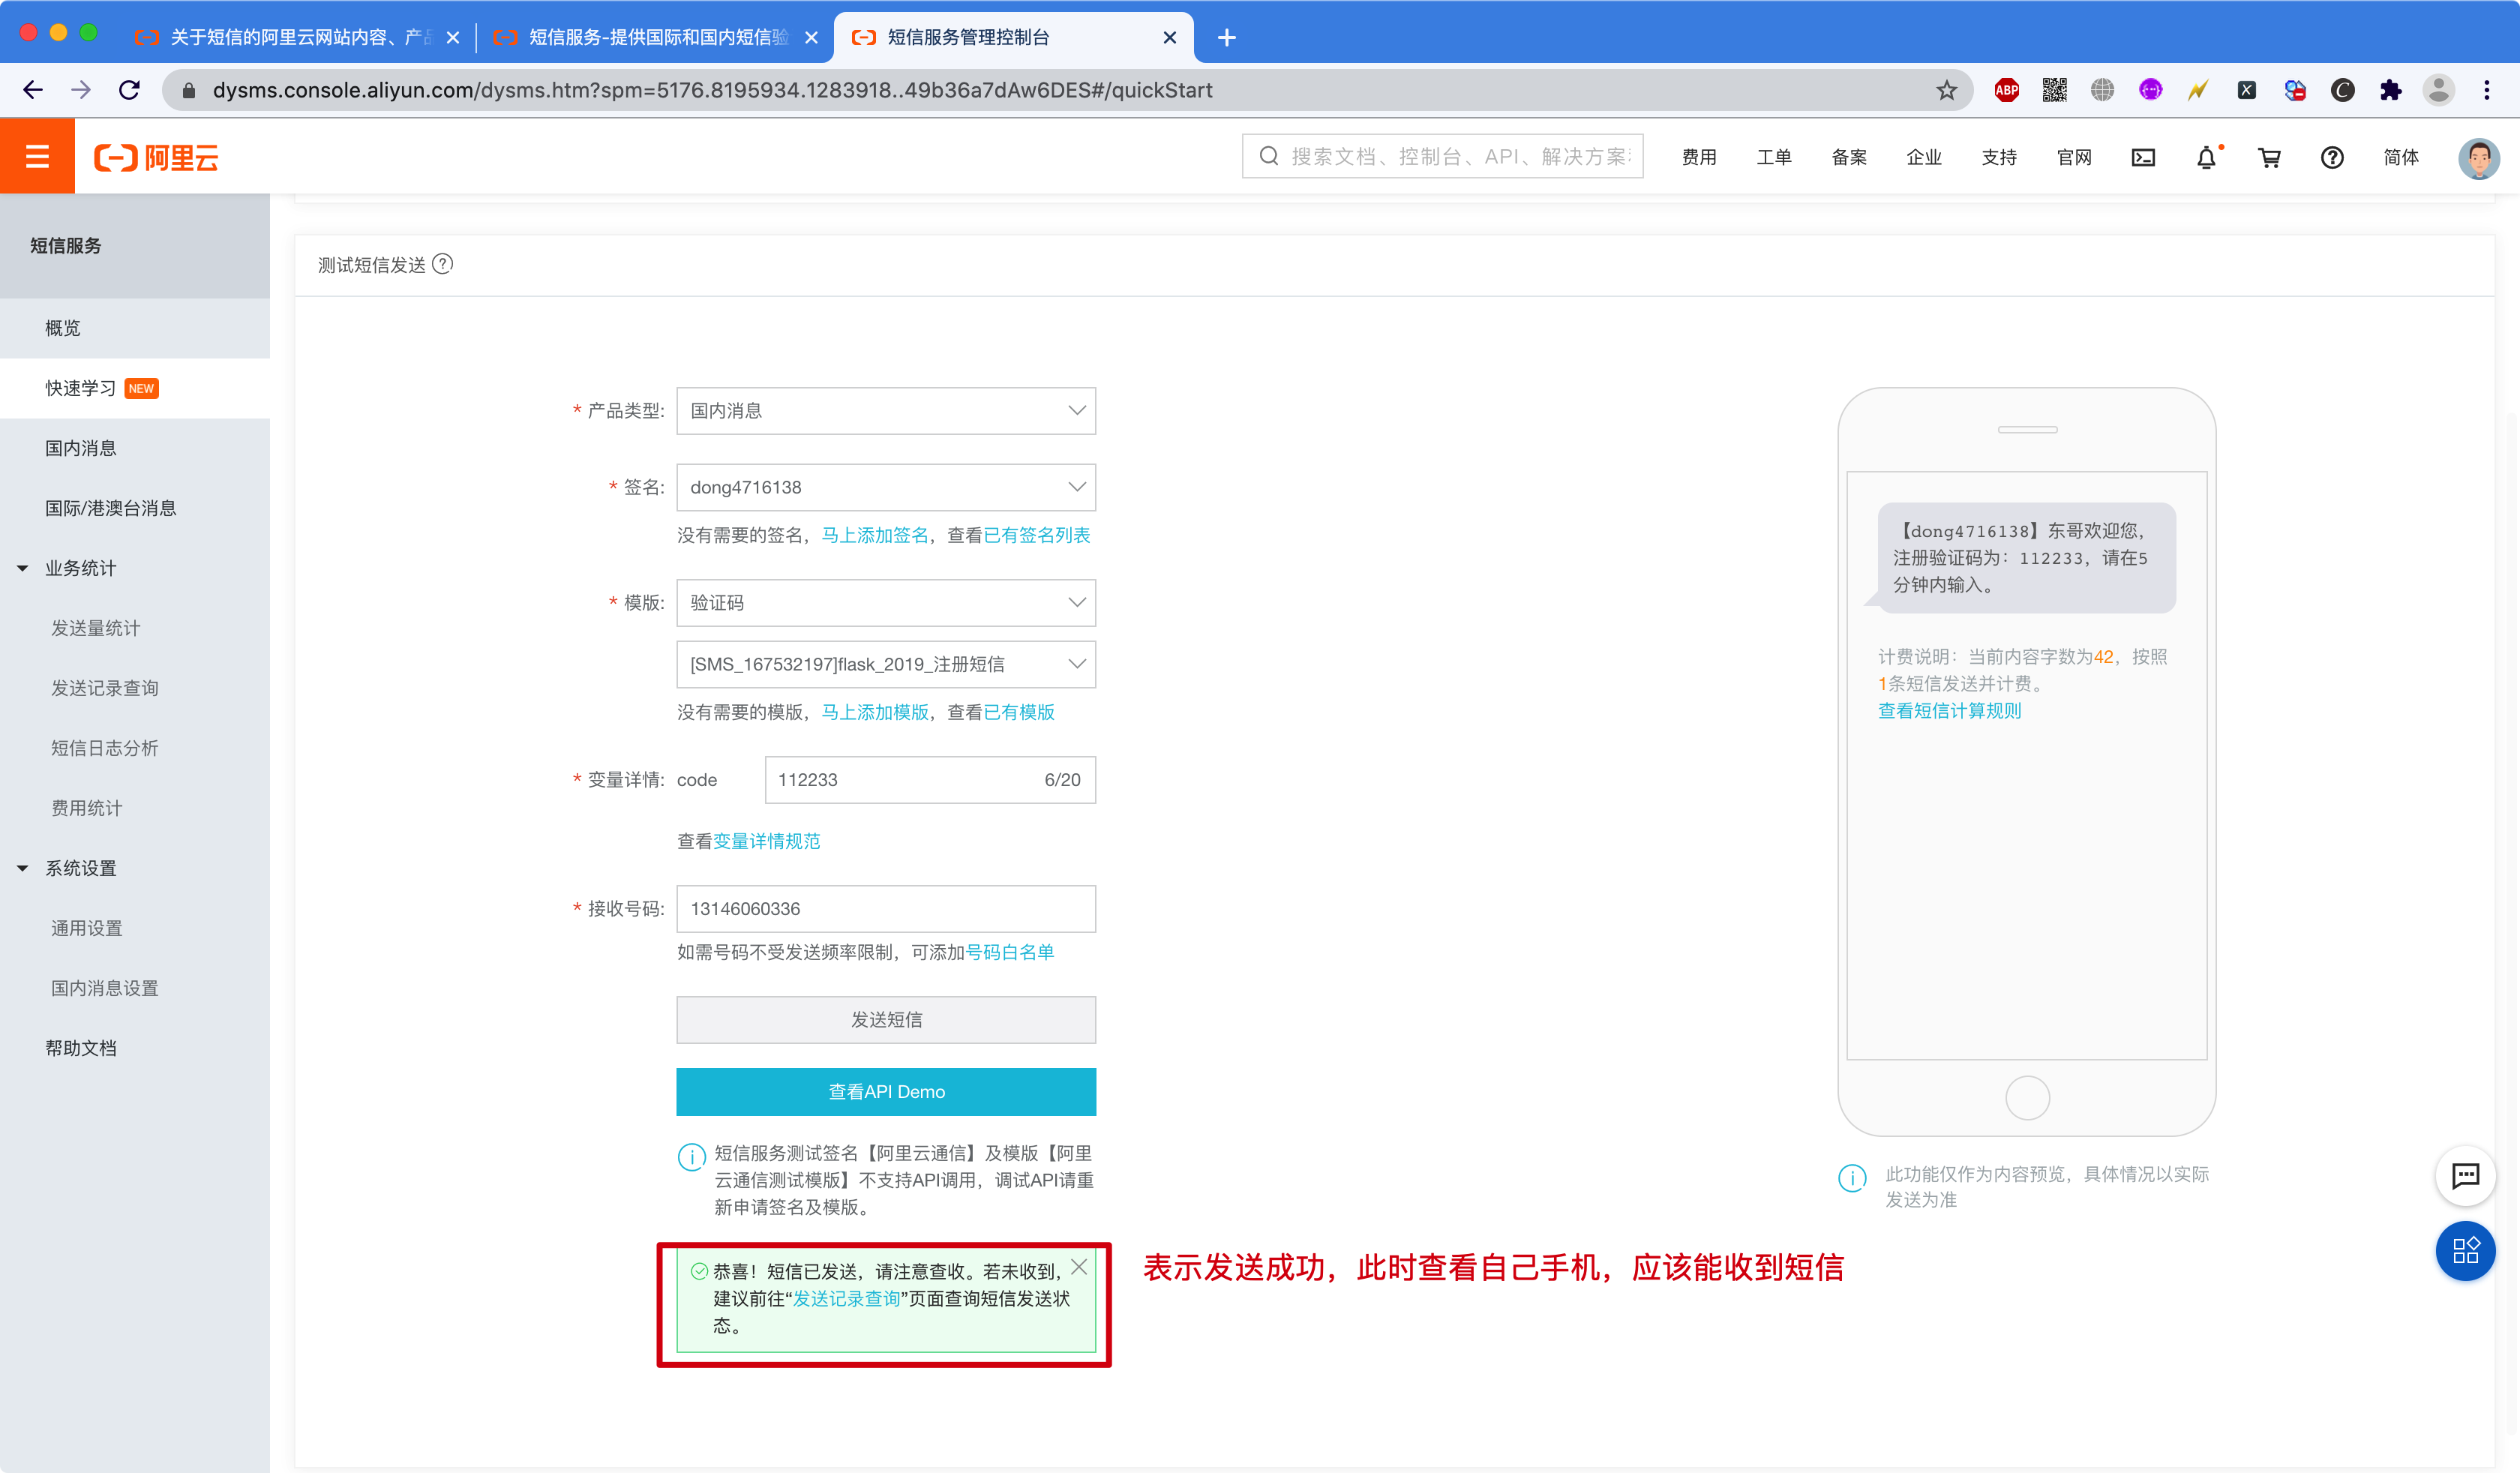 关于短信的阿里云网站内容、产品
短信服务-提供国际和国内短信验
短信服务管理控制台
dysms.console.aliyun.com/dysms.htm?spm=5176.8195934.1283918..49b36a7dAw6DES#/quickStart
ABP
阿里云
搜索文档、控制台、API、解决方案
费用
工单
备案
企业
支持
官网
简体
短信服务
概览
快速学习 NEW
国内消息
国际/港澳台消息
业务统计
发送量统计
发送记录查询
短信日志分析
费用统计
系统设置
通用设置
国内消息设置
帮助文档
测试短信发送
* 产品类型: 国内消息
* 签名: dong4716138
没有需要的签名，马上添加签名，查看已有签名列表
* 模版: 验证码
[SMS_167532197]flask_2019_注册短信
没有需要的模版，马上添加模版，查看已有模版
* 变量详情: code 112233 6/20
查看变量详情规范
* 接收号码: 13146060336
如需号码不受发送频率限制，可添加号码白名单
发送短信
查看API Demo
短信服务测试签名【阿里云通信】及模版【阿里
云通信测试模版】不支持API调用，调试API请重
新申请签名及模版。
恭喜！短信已发送，请注意查收。若未收到，
建议前往“发送记录查询”页面查询短信发送状
态。
表示发送成功，此时查看自己手机，应该能收到短信
【dong4716138】东哥欢迎您，
注册验证码为：112233，请在5
分钟内输入。
计费说明：当前内容字数为42，按照
1条短信发送并计费。
查看短信计算规则
此功能仅作为内容预览，具体情况以实际
发送为准